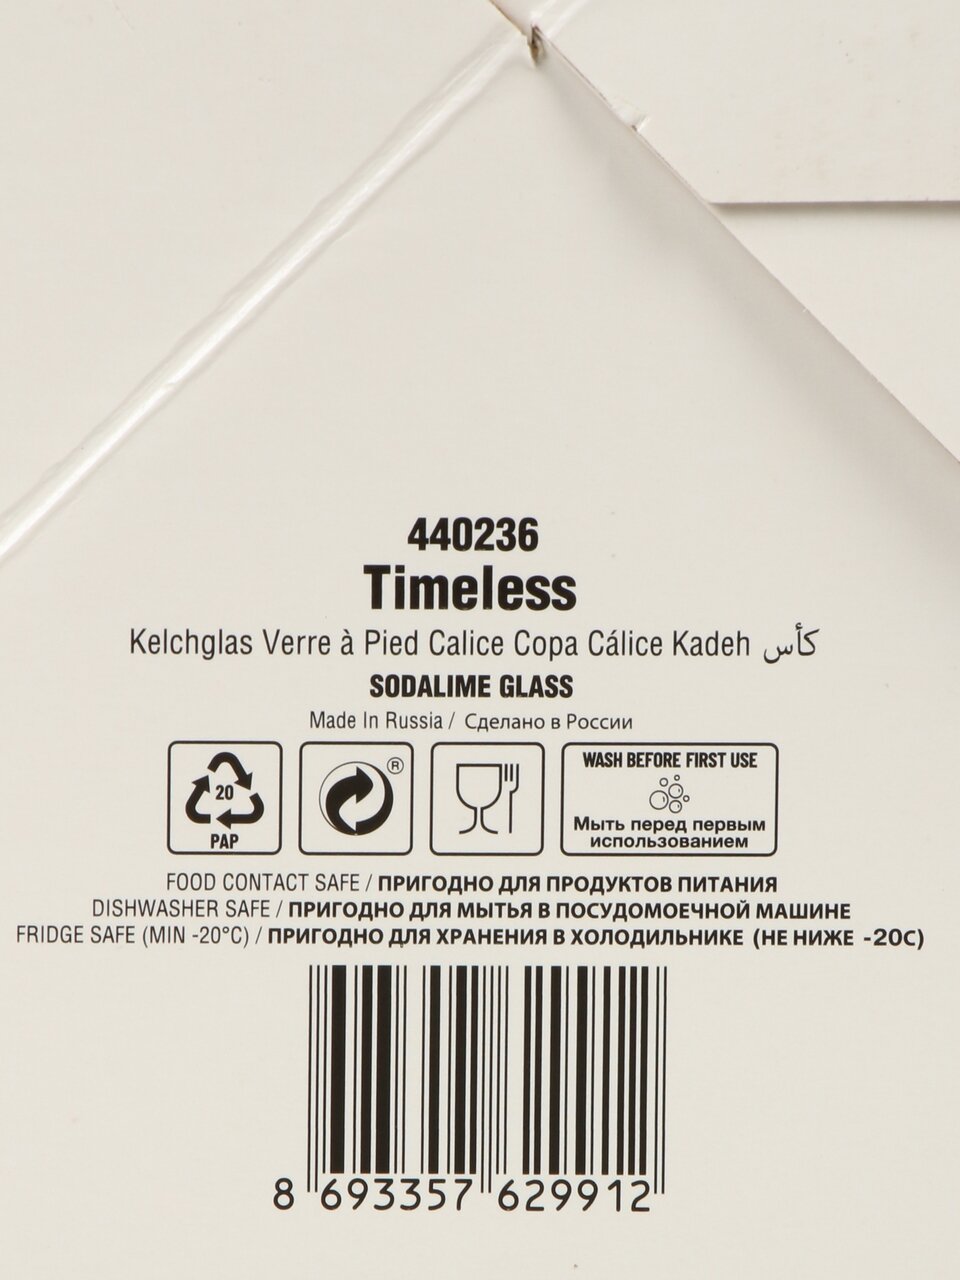 440236
Timeless
Kelchglas Verre à Pied Calice Copa Cálice Kadeh كأس
SODALIME GLASS
Made In Russia / Сделано в России
20
PAP
®
WASH BEFORE FIRST USE
Мыть перед первым
использованием
FOOD CONTACT SAFE / ПРИГОДНО ДЛЯ ПРОДУКТОВ ПИТАНИЯ
DISHWASHER SAFE / ПРИГОДНО ДЛЯ МЫТЬЯ В ПОСУДОМОЕЧНОЙ МАШИНЕ
FRIDGE SAFE (MIN -20°C) / ПРИГОДНО ДЛЯ ХРАНЕНИЯ В ХОЛОДИЛЬНИКЕ (НЕ НИЖЕ -20С)
8 693357 629912